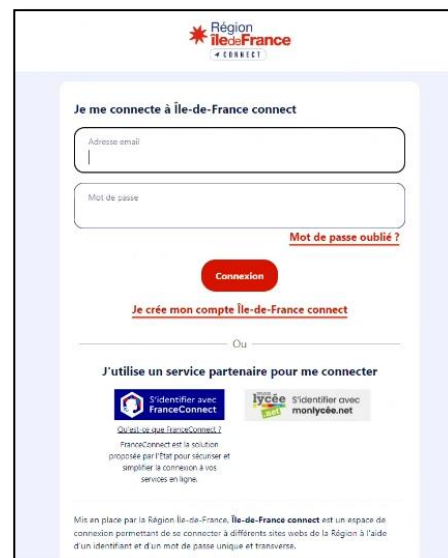 Région
îledeFrance
CONNECT
Je me connecte à Île-de-France connect
Adresse email
Mot de passe
Mot de passe oublié ?
Connexion
Je crée mon compte Île-de-France connect
Ou
J'utilise un service partenaire pour me connecter
S'identifier avec
FranceConnect
lycée
.net
S'identifier avec
monlycée.net
Qu'est-ce que FranceConnect ?
FranceConnect est la solution
proposée par l'État pour sécuriser et
simplifier la connexion à vos
services en ligne.
Mis en place par la Région Île-de-France, Île-de-France connect est un espace de
connexion permettant de se connecter à différents sites webs de la Région à l'aide
d'un identifiant et d'un mot de passe unique et transverse.